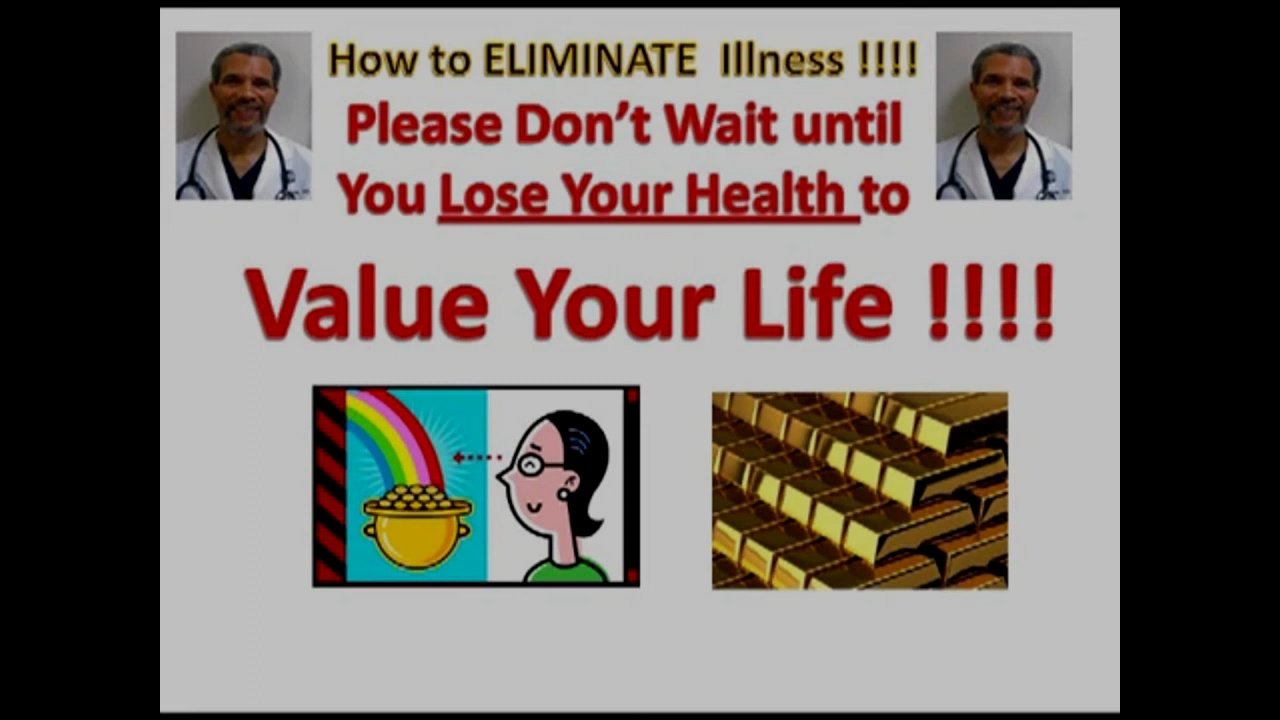 How to ELIMINATE Illness !!!!
Please Don’t Wait until
You Lose Your Health to
Value Your Life !!!!